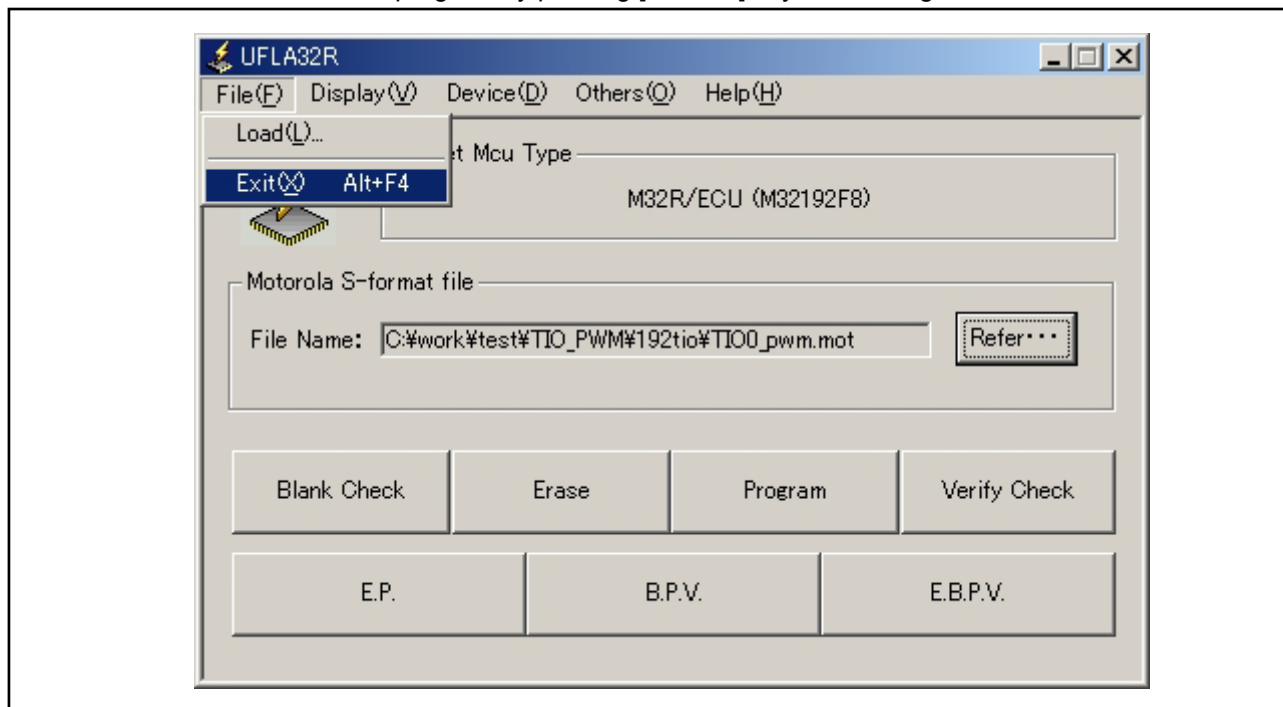 UFLA32R
File(F) Display(V) Device(D) Others(O) Help(H)
Load(L)...
Exit(X) Alt+F4
t Mcu Type
M32R/ECU (M32192F8)
Motorola S-format file
File Name: C:¥work¥test¥TIO_PWM¥192tio¥TIO0_pwm.mot Refer···
Blank Check Erase Program Verify Check
E.P. B.P.V. E.B.P.V.